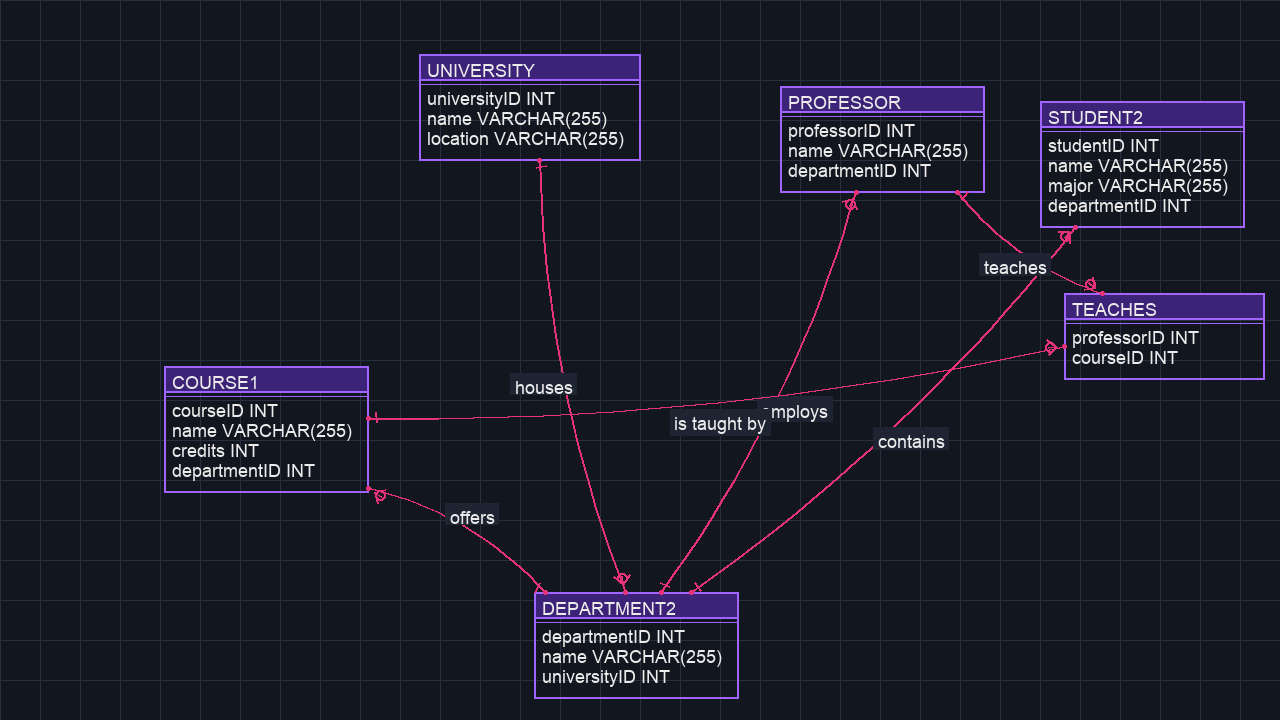 UNIVERSITY
universityID INT
name VARCHAR(255)
location VARCHAR(255)
PROFESSOR
professorID INT
name VARCHAR(255)
departmentID INT
STUDENT2
studentID INT
name VARCHAR(255)
major VARCHAR(255)
departmentID INT
teaches
TEACHES
professorID INT
courseID INT
COURSE1
courseID INT
name VARCHAR(255)
credits INT
departmentID INT
houses
employs
is taught by
contains
offers
DEPARTMENT2
departmentID INT
name VARCHAR(255)
universityID INT